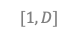 [1, D]